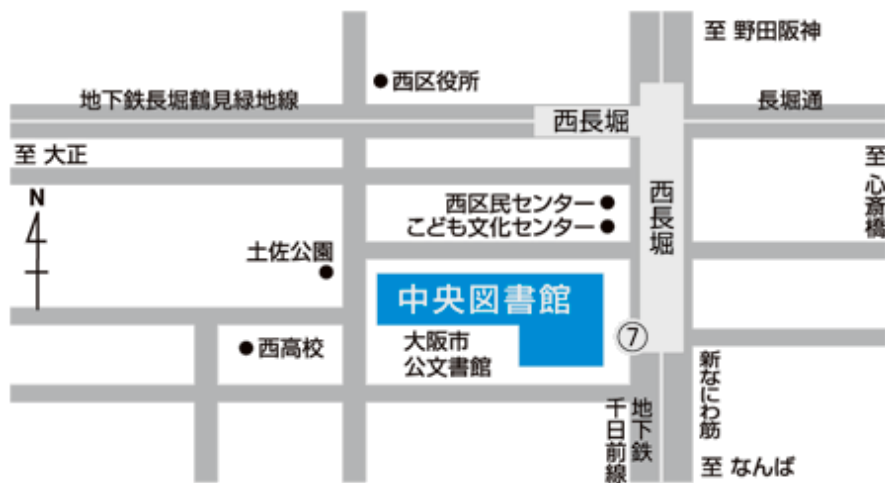 至 野田阪神
西区役所
地下鉄長堀鶴見緑地線
長堀通
西長堀
至 大正
至 心斎橋
N
西区民センター
西長堀
こども文化センター
土佐公園
中央図書館
⑦
西高校
大阪市
公文書館
新なにわ筋
地下鉄
千日前線
至 なんば